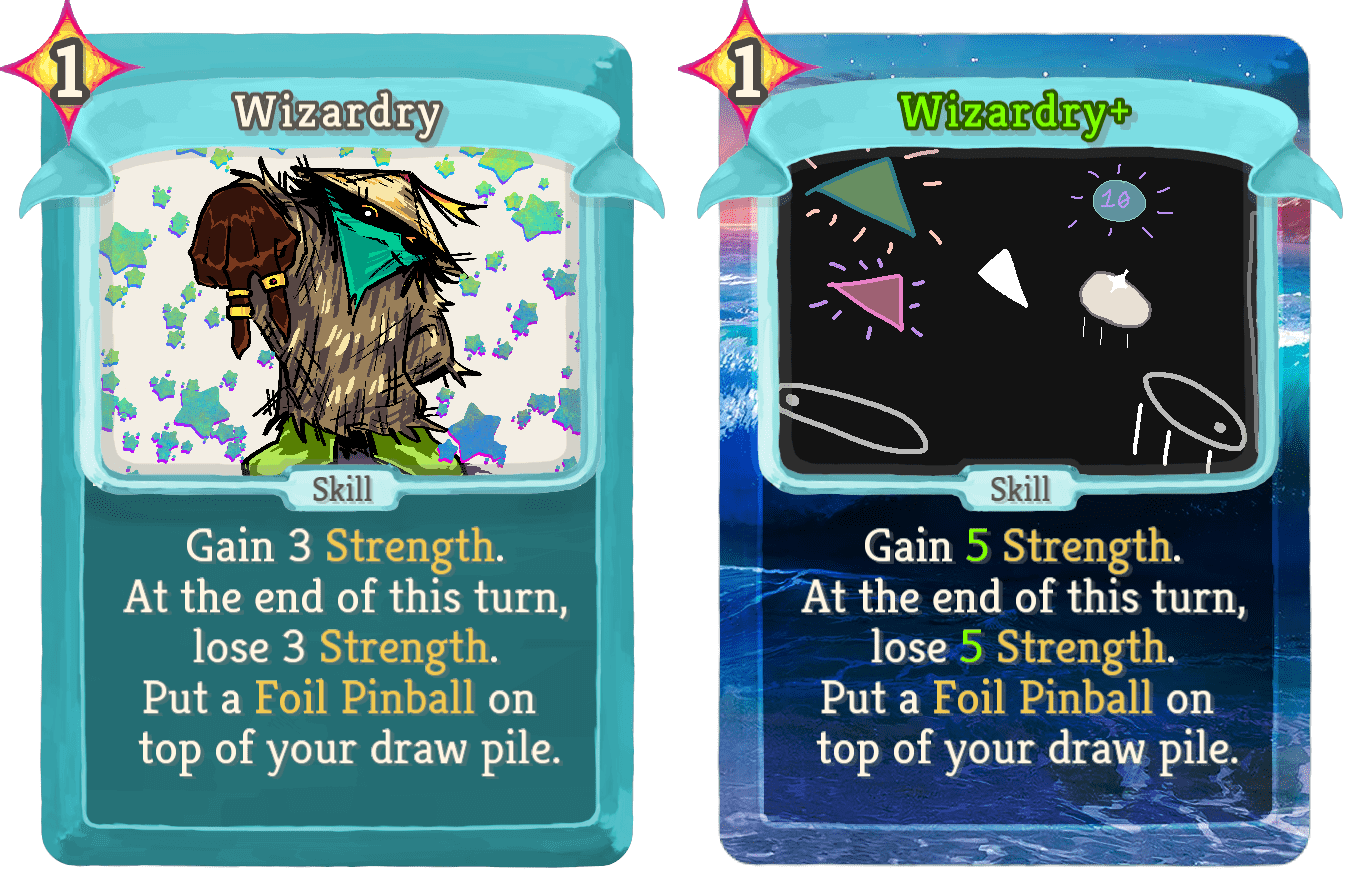 1
Wizardry
Skill
Gain 3 Strength.
At the end of this turn,
lose 3 Strength.
Put a Foil Pinball on
top of your draw pile.
1
Wizardry+
10
Skill
Gain 5 Strength.
At the end of this turn,
lose 5 Strength.
Put a Foil Pinball on
top of your draw pile.